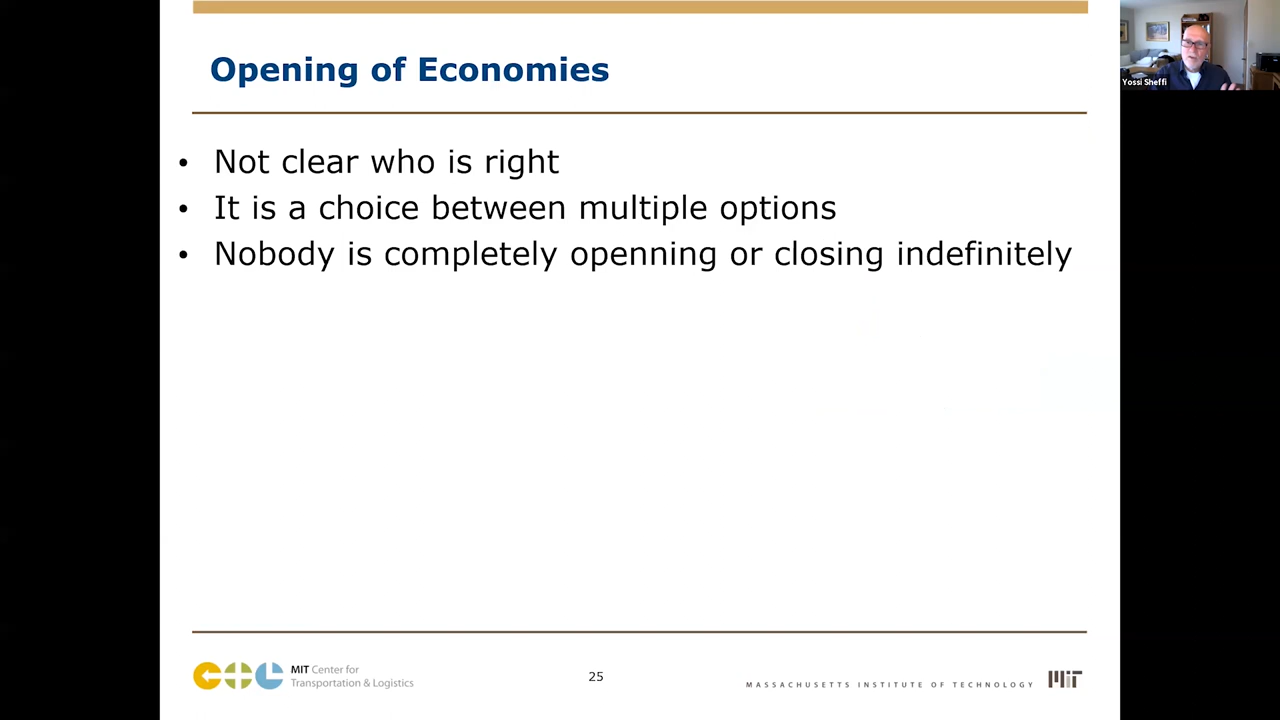 Opening of Economies
Yossi Sheffi
• Not clear who is right
• It is a choice between multiple options
• Nobody is completely openning or closing indefinitely
MIT Center for
Transportation & Logistics
25
MASSACHUSETTS INSTITUTE OF TECHNOLOGY
MIT